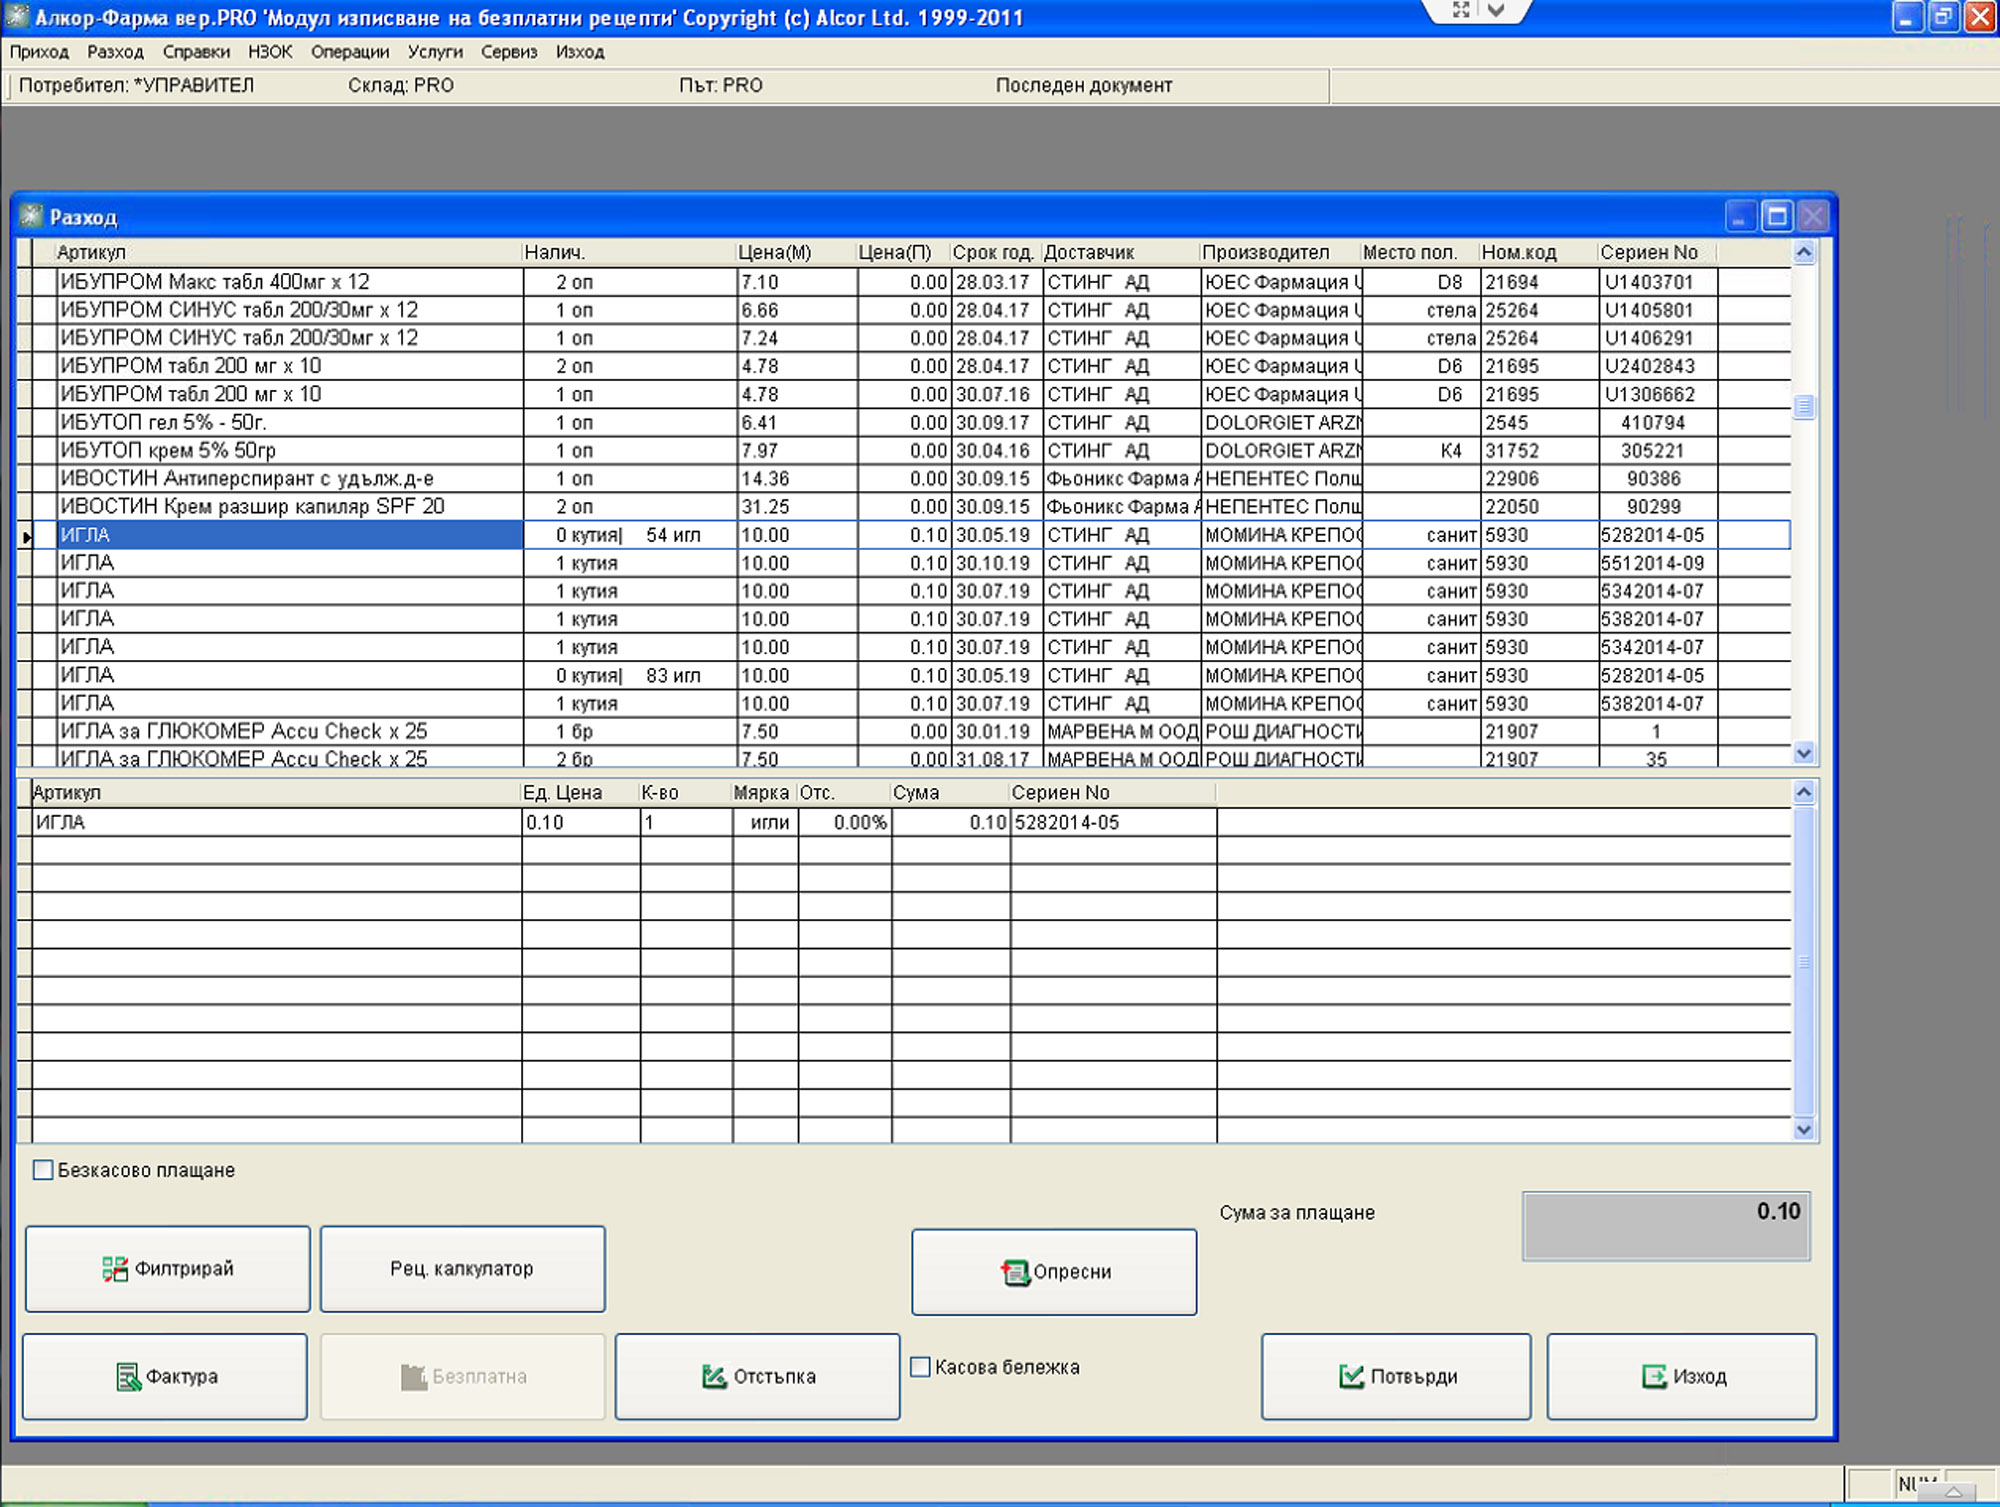 Алкор-Фарма вер.PRO 'Модул изписване на безплатни рецепти' Copyright (c) Alcor Ltd. 1999-2011
Приход Разход Справки НЗОК Операции Услуги Сервиз Изход
Потребител: *УПРАВИТЕЛ Склад: PRO Път: PRO Последен документ
Разход
Артикул Налич. Цена(М) Цена(П) Срок год. Доставчик Производител Място пол. Ном.код Сериен No
ИБУПРОМ Макс табл 400мг x 12 2 оп 7.10 0.00 28.03.17 СТИНГ АД ЮЕС Фармация D8 21694 U1403701
ИБУПРОМ СИНУС табл 200/30мг x 12 1 оп 6.66 0.00 28.04.17 СТИНГ АД ЮЕС Фармация стела 25264 U1405801
ИБУПРОМ СИНУС табл 200/30мг x 12 1 оп 7.24 0.00 28.04.17 СТИНГ АД ЮЕС Фармация стела 25264 U1406291
ИБУПРОМ табл 200 мг x 10 2 оп 4.78 0.00 28.04.17 СТИНГ АД ЮЕС Фармация D6 21695 U2402843
ИБУПРОМ табл 200 мг x 10 1 оп 4.78 0.00 30.07.16 СТИНГ АД ЮЕС Фармация D6 21695 U1306662
ИБУТОП гел 5% - 50г. 1 оп 6.41 0.00 30.09.17 СТИНГ АД DOLORGIET ARZN 2545 410794
ИБУТОП крем 5% 50гр 1 оп 7.97 0.00 30.04.16 СТИНГ АД DOLORGIET ARZN К4 31752 305221
ИВОСТИН Антиперспирант с удълж.д-е 1 оп 14.36 0.00 30.09.15 Фьоникс Фарма НЕПЕНТЕС Полш 22906 90386
ИВОСТИН Крем разшир капиляр SPF 20 2 оп 31.25 0.00 30.09.15 Фьоникс Фарма НЕПЕНТЕС Полш 22050 90299
ИГЛА 0 кутия| 54 игл 10.00 0.10 30.05.19 СТИНГ АД МОМИНА КРЕПОС санит 5930 5282014-05
ИГЛА 1 кутия 10.00 0.10 30.10.19 СТИНГ АД МОМИНА КРЕПОС санит 5930 5512014-09
ИГЛА 1 кутия 10.00 0.10 30.07.19 СТИНГ АД МОМИНА КРЕПОС санит 5930 5342014-07
ИГЛА 1 кутия 10.00 0.10 30.07.19 СТИНГ АД МОМИНА КРЕПОС санит 5930 5382014-07
ИГЛА 1 кутия 10.00 0.10 30.07.19 СТИНГ АД МОМИНА КРЕПОС санит 5930 5342014-07
ИГЛА 0 кутия| 83 игл 10.00 0.10 30.05.19 СТИНГ АД МОМИНА КРЕПОС санит 5930 5282014-05
ИГЛА 1 кутия 10.00 0.10 30.07.19 СТИНГ АД МОМИНА КРЕПОС санит 5930 5382014-07
ИГЛА за ГЛЮКОМЕР Accu Check x 25 1 бр 7.50 0.00 30.01.19 МАРВЕНА М ООД РОШ ДИАГНОСТИ 21907 1
ИГЛА за ГЛЮКОМЕР Accu Check x 25 2 бр 7.50 0.00 31.08.17 МАРВЕНА М ООД РОШ ДИАГНОСТИ 21907 35
Артикул Ед. Цена К-во Мярка Отс. Сума Сериен No
ИГЛА 0.10 1 игли 0.00% 0.10 5282014-05
Безкасово плащане
Сума за плащане 0.10
Филтрирай Рец. калкулатор Опресни
Фактура Безплатна Отстъпка Касова бележка Потвърди Изход